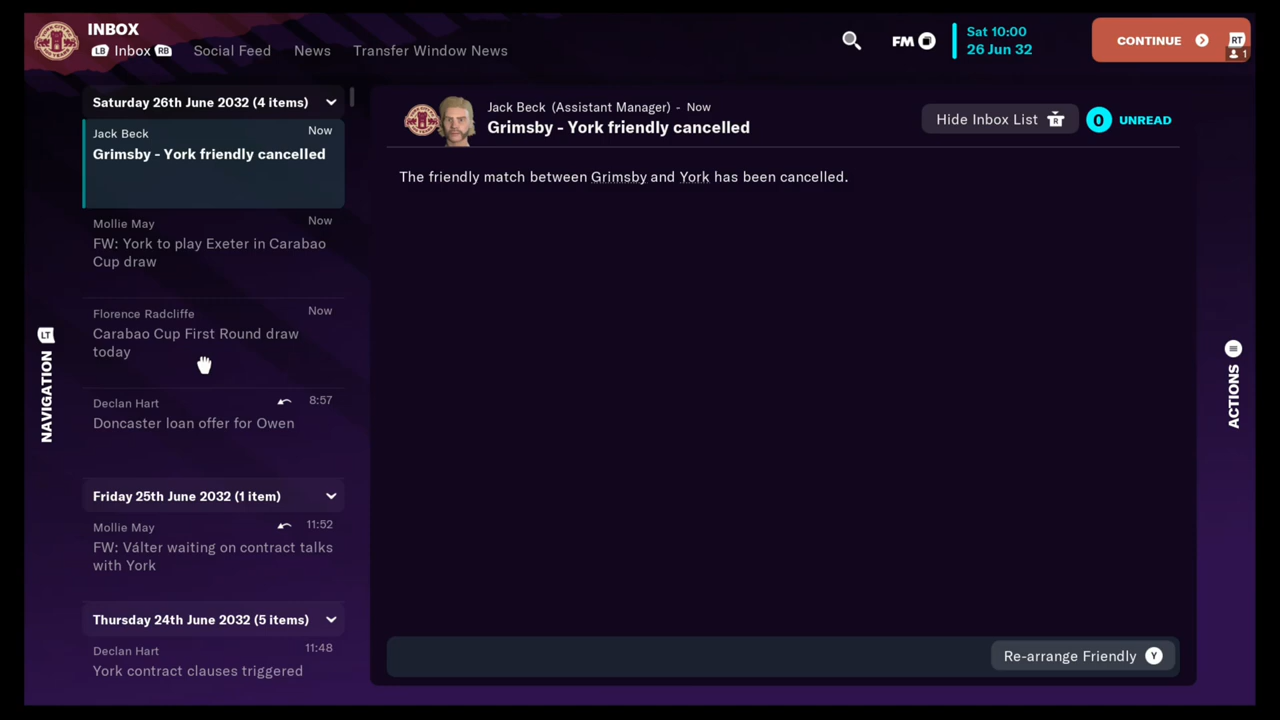 INBOX
LB Inbox RB Social Feed News Transfer Window News
FM
Sat 10:00
26 Jun 32
CONTINUE RT
1
Saturday 26th June 2032 (4 items)
Jack Beck Now
Grimsby - York friendly cancelled
Mollie May Now
FW: York to play Exeter in Carabao
Cup draw
Florence Radcliffe Now
Carabao Cup First Round draw
today
Declan Hart 8:57
Doncaster loan offer for Owen
Friday 25th June 2032 (1 item)
Mollie May 11:52
FW: Válter waiting on contract talks
with York
Thursday 24th June 2032 (5 items)
Declan Hart 11:48
York contract clauses triggered
Jack Beck (Assistant Manager) - Now
Grimsby - York friendly cancelled
Hide Inbox List R
0 UNREAD
The friendly match between Grimsby and York has been cancelled.
Re-arrange Friendly Y
LT
NAVIGATION
ACTIONS